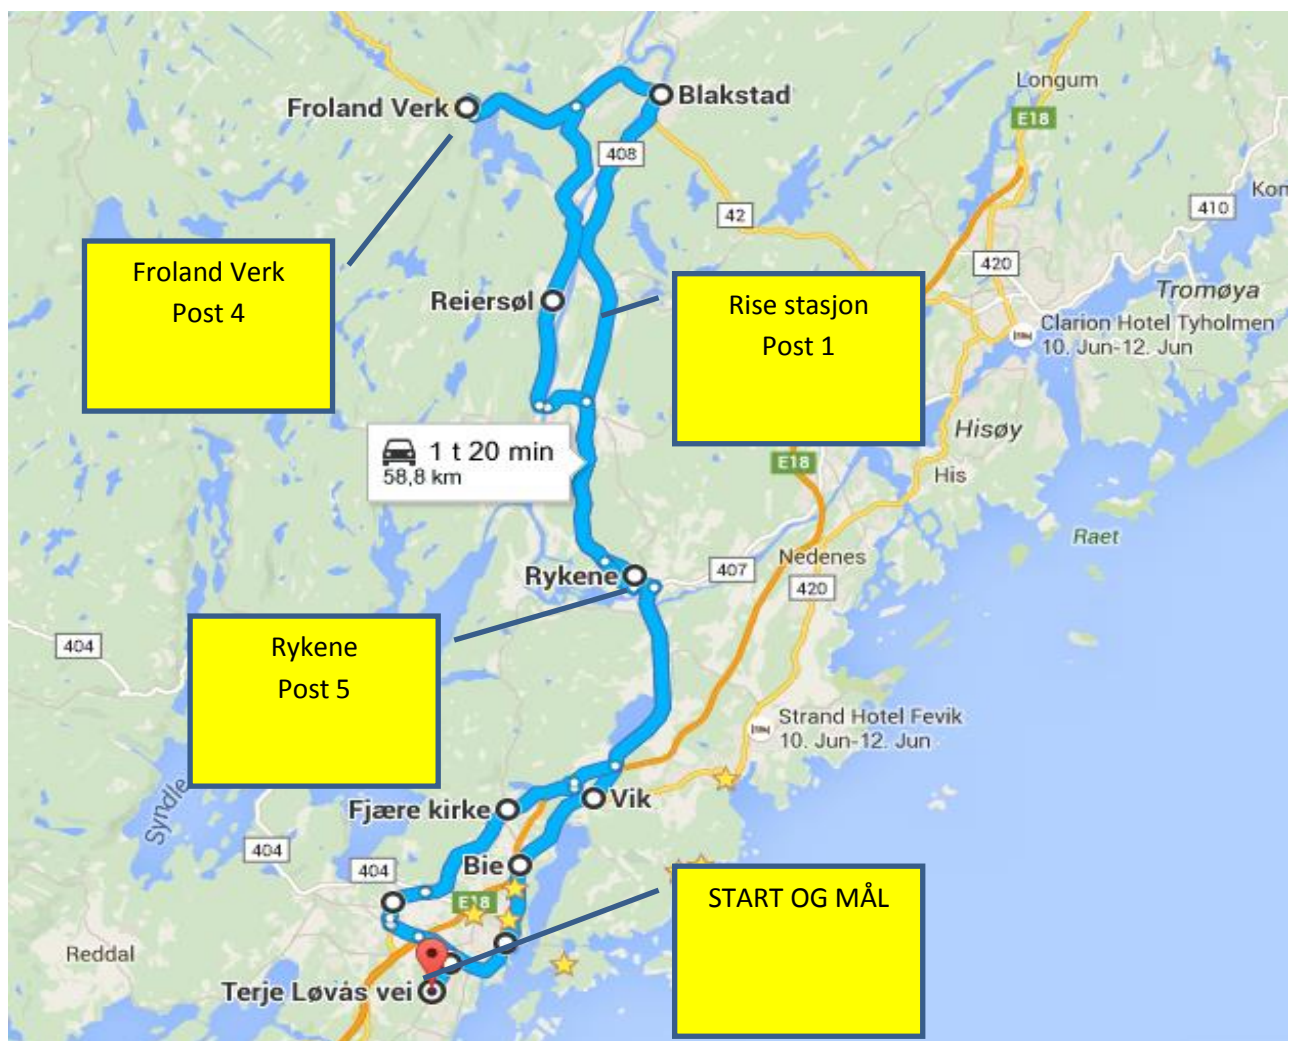 Longum
Froland Verk
Blakstad
E18
408
Kon
410
42
Froland Verk
Post 4
420
Reiersøl
Rise stasjon
Post 1
Tromøya
Clarion Hotel Tyholmen
10. Jun-12. Jun
Hisøy
1 t 20 min
58,8 km
E18
His
Raet
Nedenes
Rykene
407
420
404
Rykene
Post 5
Strand Hotel Fevik
10. Jun-12. Jun
Syndle
Fjære kirke
Vik
404
404
Bie
E18
START OG MÅL
Reddal
Terje Løvås vei